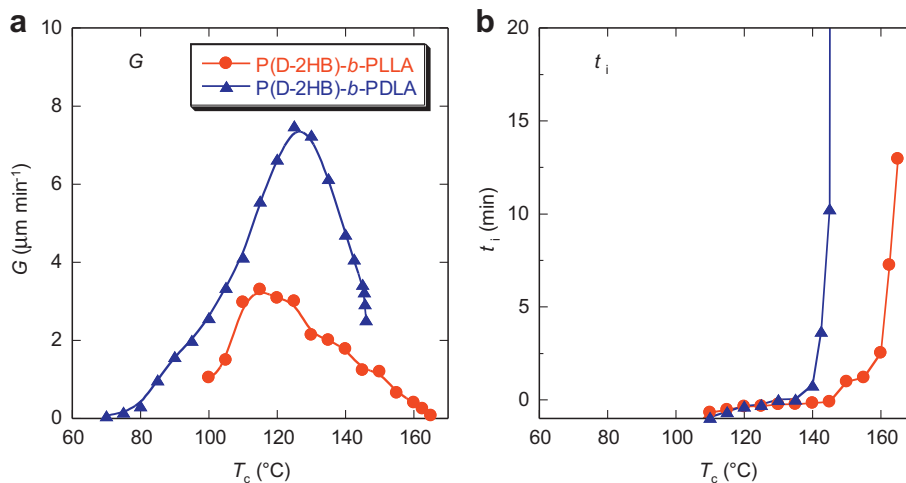 a
G
P(D-2HB)-b-PLLA
P(D-2HB)-b-PDLA
10
8
6
4
2
0
G (μm min-1)
60 80 100 120 140 160
Tc (°C)
b
ti
20
15
10
5
0
ti (min)
60 80 100 120 140 160
Tc (°C)